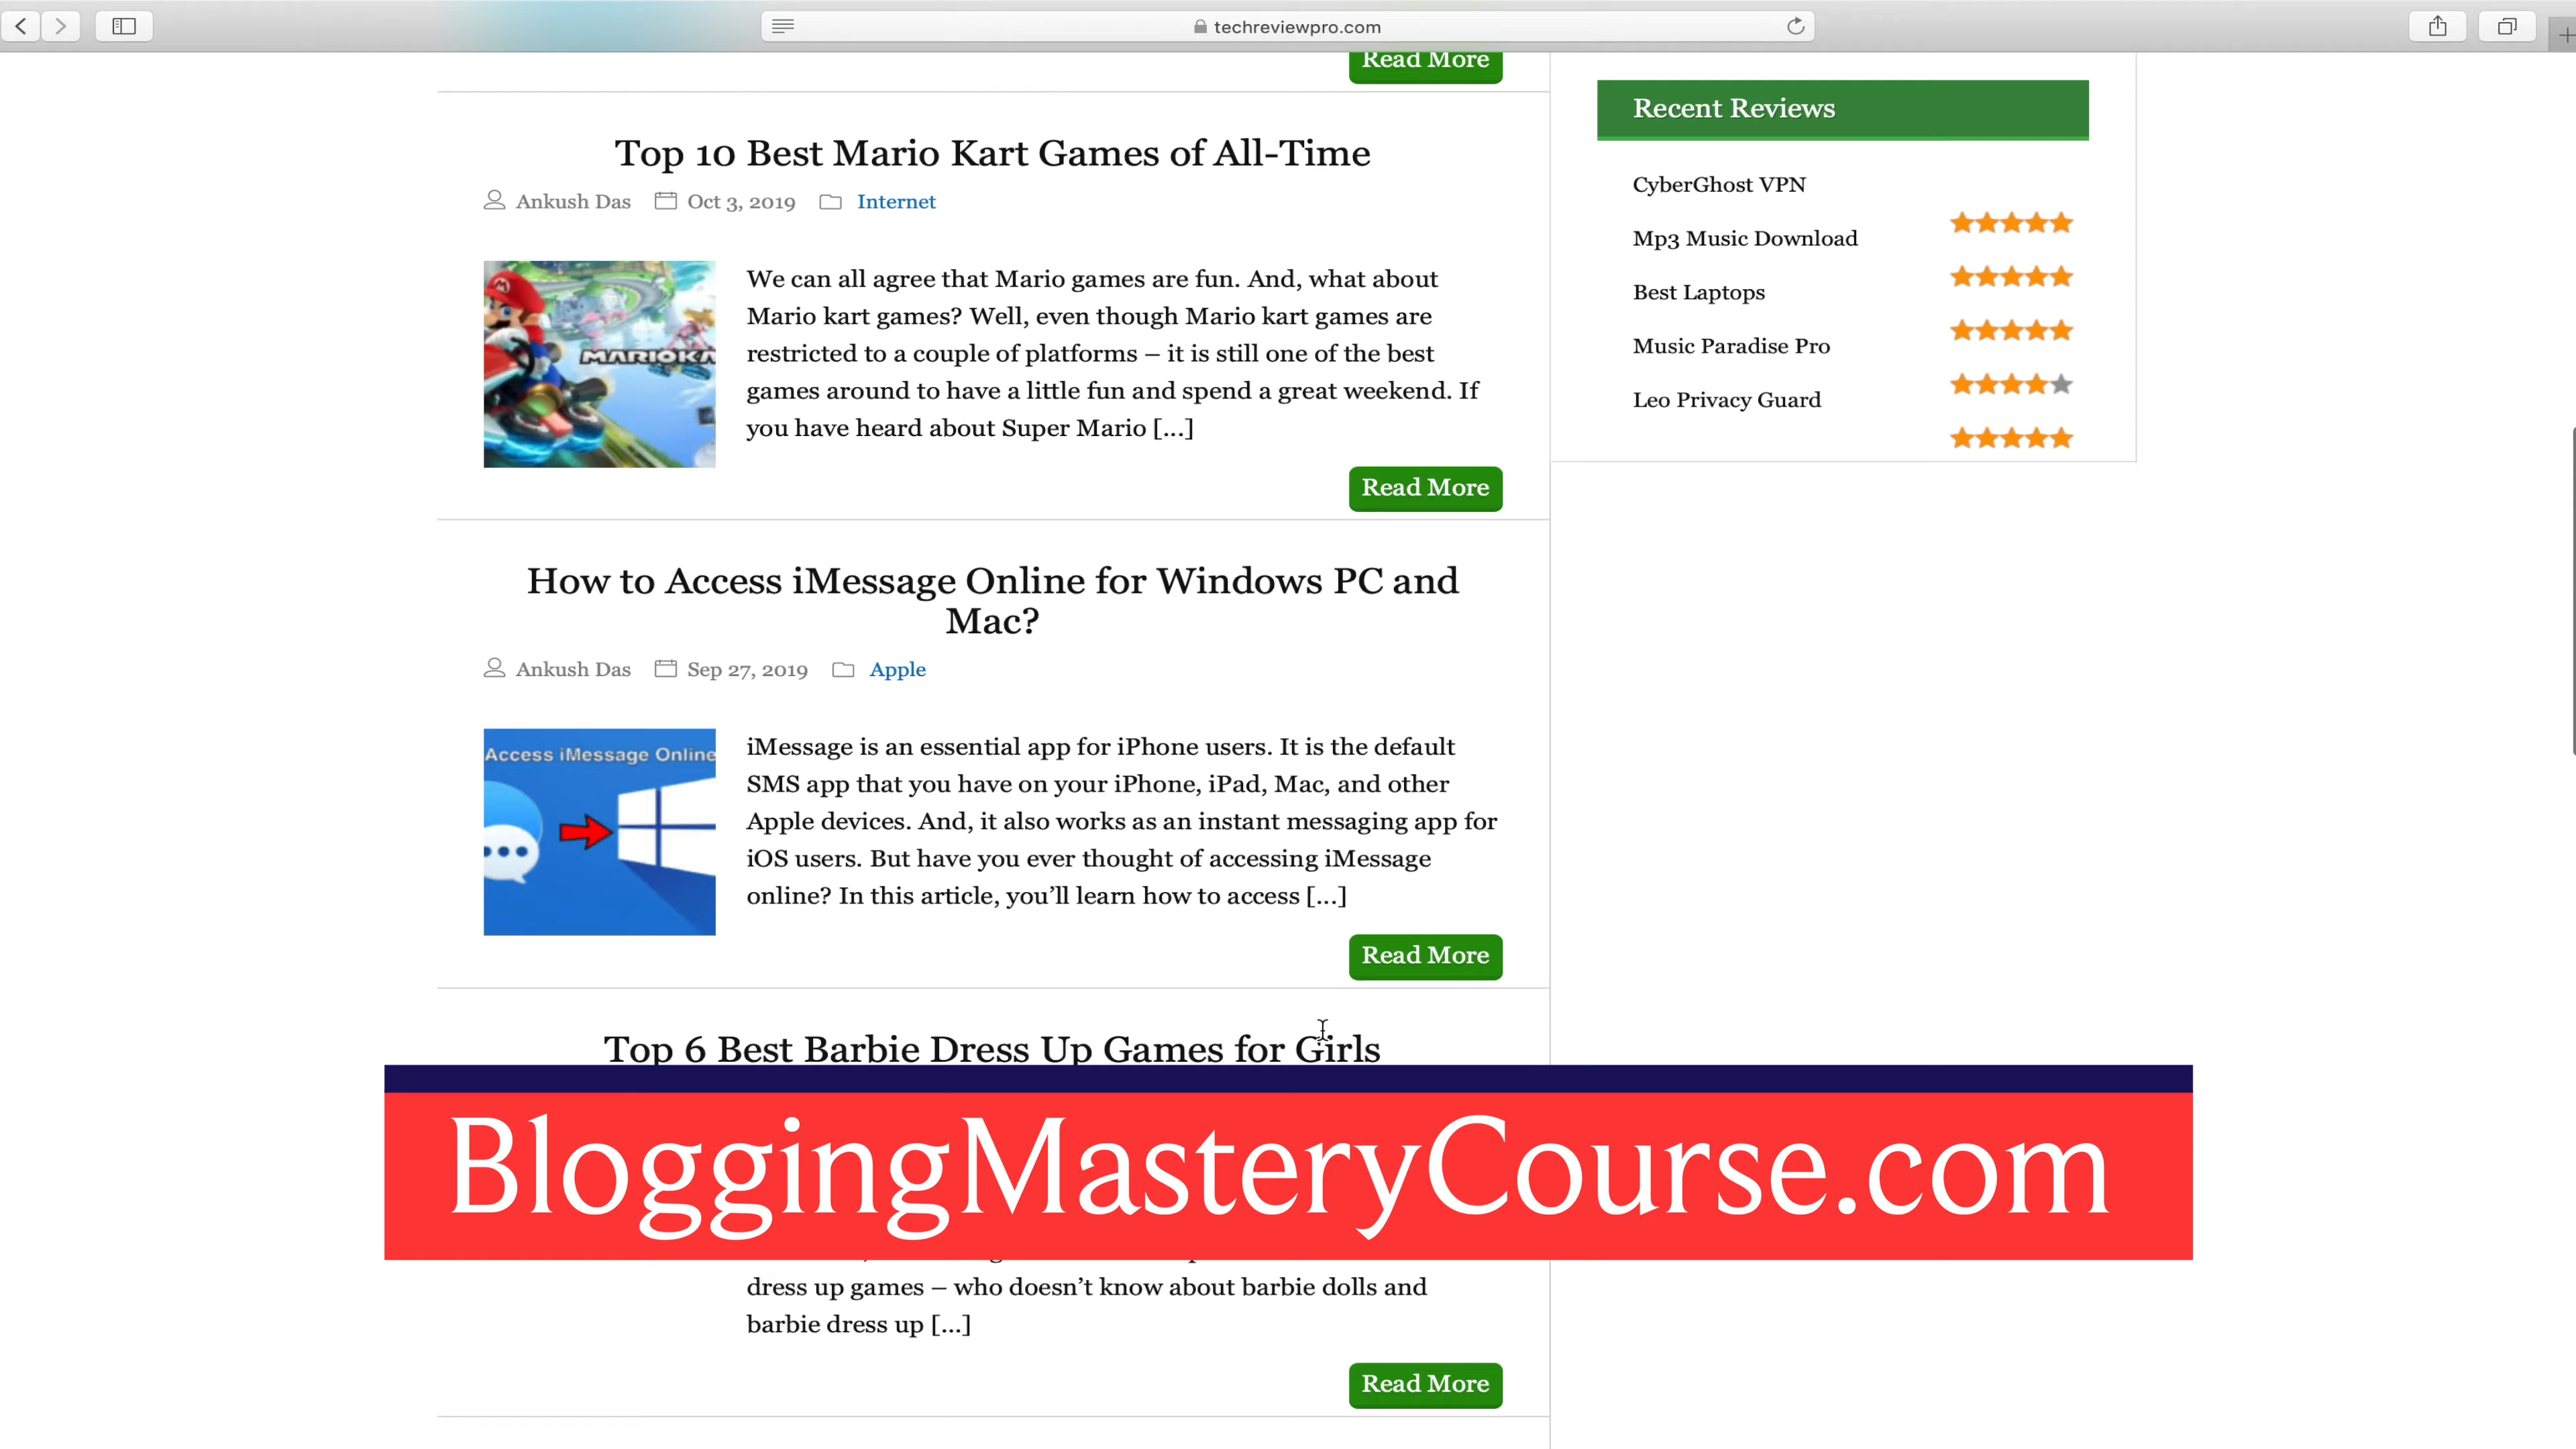 techreviewpro.com
Read More
Top 10 Best Mario Kart Games of All-Time
Ankush Das Oct 3, 2019 Internet
MARIOKA
We can all agree that Mario games are fun. And, what about
Mario kart games? Well, even though Mario kart games are
restricted to a couple of platforms – it is still one of the best
games around to have a little fun and spend a great weekend. If
you have heard about Super Mario [...]
Read More
How to Access iMessage Online for Windows PC and
Mac?
Ankush Das Sep 27, 2019 Apple
Access iMessage Online
iMessage is an essential app for iPhone users. It is the default
SMS app that you have on your iPhone, iPad, Mac, and other
Apple devices. And, it also works as an instant messaging app for
iOS users. But have you ever thought of accessing iMessage
online? In this article, you’ll learn how to access [...]
Read More
Top 6 Best Barbie Dress Up Games for Girls
BloggingMasteryCourse.com
dress up games – who doesn’t know about barbie dolls and
barbie dress up [...]
Read More
Recent Reviews
CyberGhost VPN
Mp3 Music Download
Best Laptops
Music Paradise Pro
Leo Privacy Guard